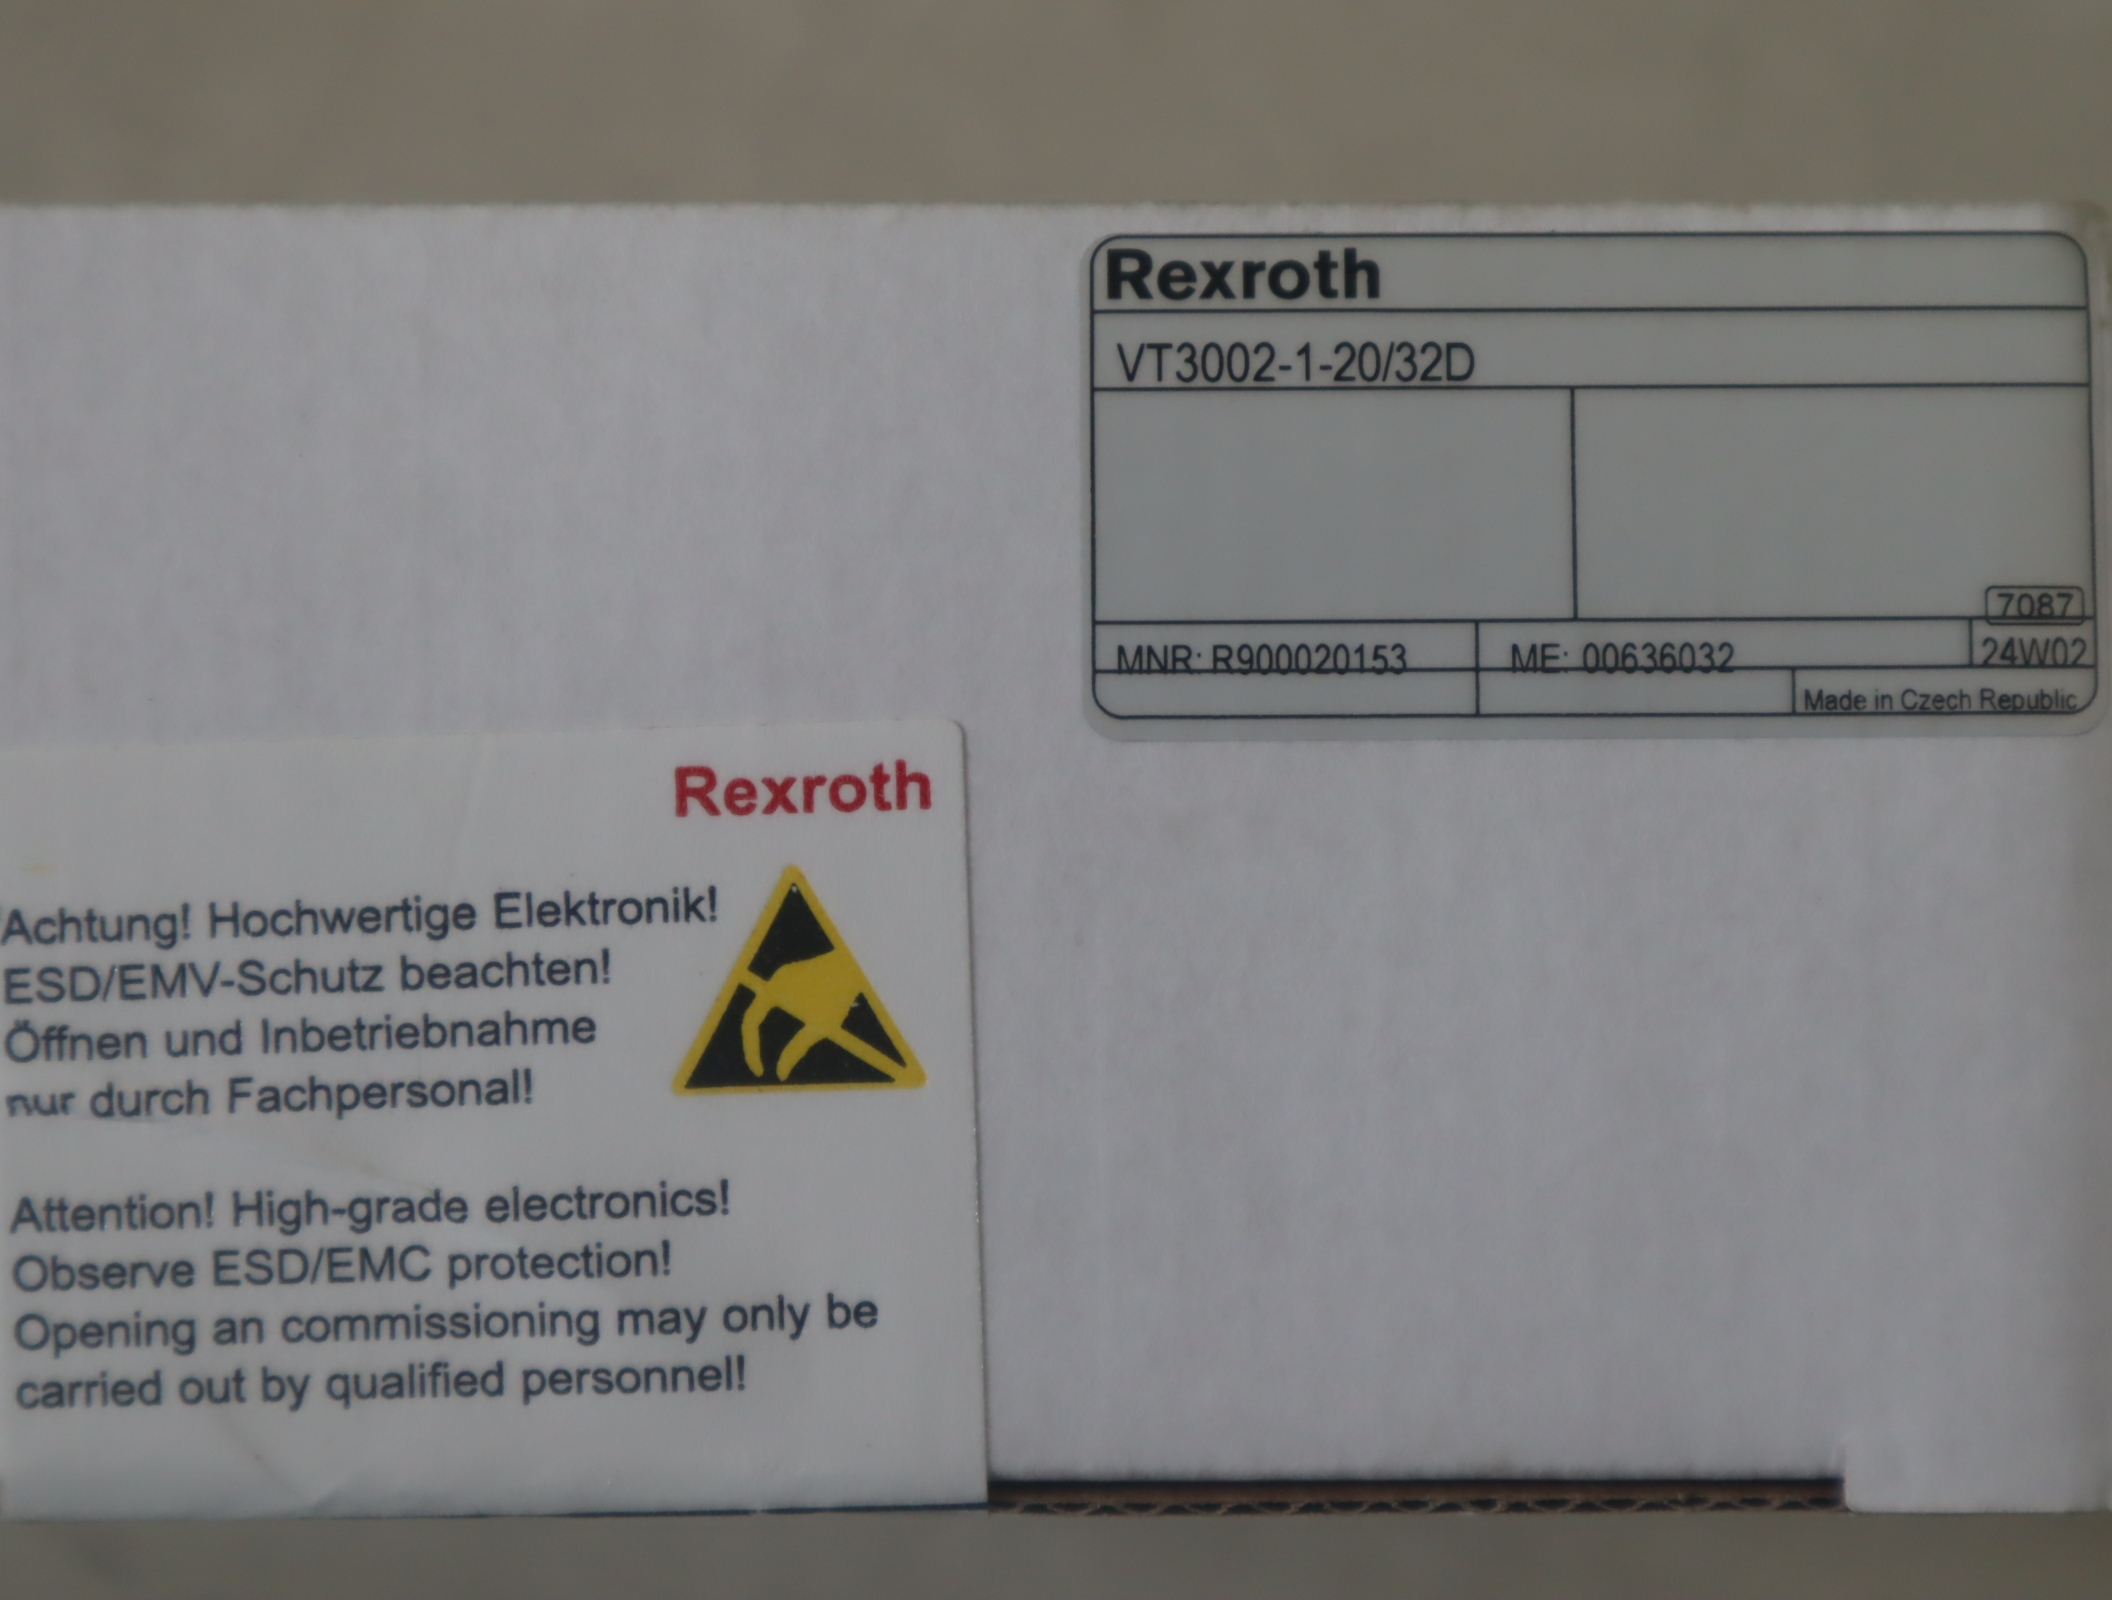 Rexroth
VT3002-1-20/32D
7087
MNR: R900020153 ME: 00636032 24W02
Made in Czech Republic
Rexroth
Achtung! Hochwertige Elektronik!
ESD/EMV-Schutz beachten!
Öffnen und Inbetriebnahme
nur durch Fachpersonal!
Attention! High-grade electronics!
Observe ESD/EMC protection!
Opening an commissioning may only be
carried out by qualified personnel!